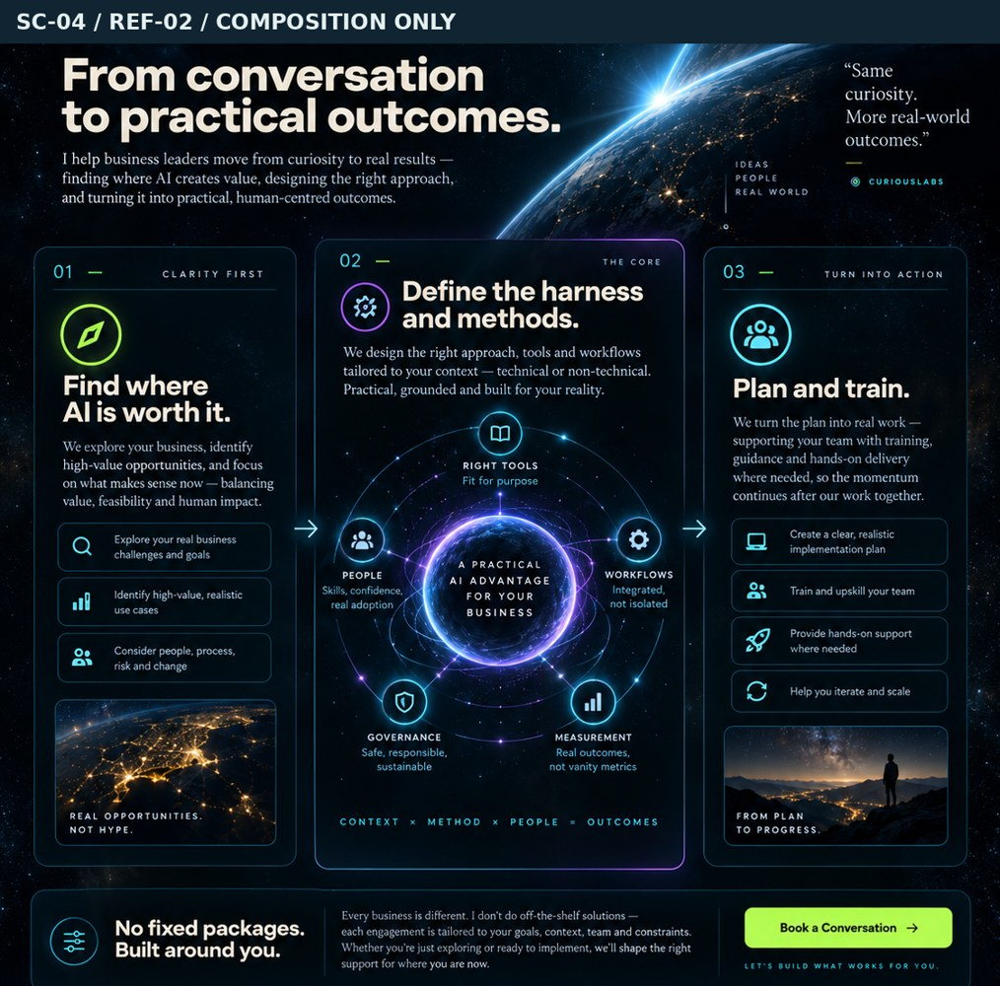 SC-04 / REF-02 / COMPOSITION ONLY
From conversation
to practical outcomes.
I help business leaders move from curiosity to real results —
finding where AI creates value, designing the right approach,
and turning it into practical, human-centred outcomes.
IDEAS
PEOPLE
REAL WORLD
“Same
curiosity.
More real-world
outcomes.”
CURIOUSLABS
01
CLARITY FIRST
Find where
AI is worth it.
We explore your business, identify
high-value opportunities, and focus
on what makes sense now — balancing
value, feasibility and human impact.
Explore your real business
challenges and goals
Identify high-value, realistic
use cases
Consider people, process,
risk and change
REAL OPPORTUNITIES.
NOT HYPE.
02
THE CORE
Define the harness
and methods.
We design the right approach, tools and workflows
tailored to your context — technical or non-technical.
Practical, grounded and built for your reality.
RIGHT TOOLS
Fit for purpose
PEOPLE
Skills, confidence,
real adoption
A PRACTICAL
AI ADVANTAGE
FOR YOUR
BUSINESS
WORKFLOWS
Integrated,
not isolated
GOVERNANCE
Safe, responsible,
sustainable
MEASUREMENT
Real outcomes,
not vanity metrics
CONTEXT × METHOD × PEOPLE = OUTCOMES
03
TURN INTO ACTION
Plan and train.
We turn the plan into real work —
supporting your team with training,
guidance and hands-on delivery
where needed, so the momentum
continues after our work together.
Create a clear, realistic
implementation plan
Train and upskill your team
Provide hands-on support
where needed
Help you iterate and scale
FROM PLAN
TO PROGRESS.
No fixed packages.
Built around you.
Every business is different. I don't do off-the-shelf solutions —
each engagement is tailored to your goals, context, team and constraints.
Whether you're just exploring or ready to implement, we'll shape the right
support for where you are now.
Book a Conversation →
LET'S BUILD WHAT WORKS FOR YOU.